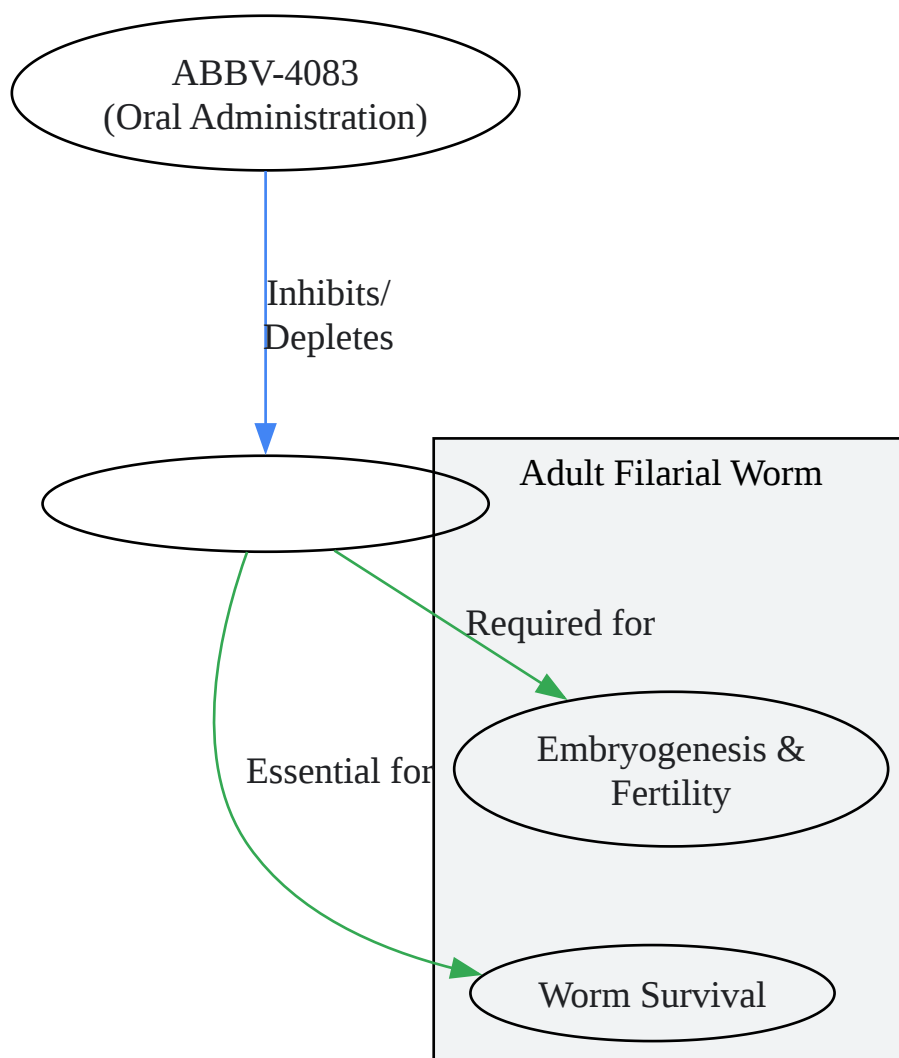 ABBV-4083
(Oral Administration)
Inhibits/
Depletes
Adult Filarial Worm
Required for
Embryogenesis &
Fertility
Essential for
Worm Survival